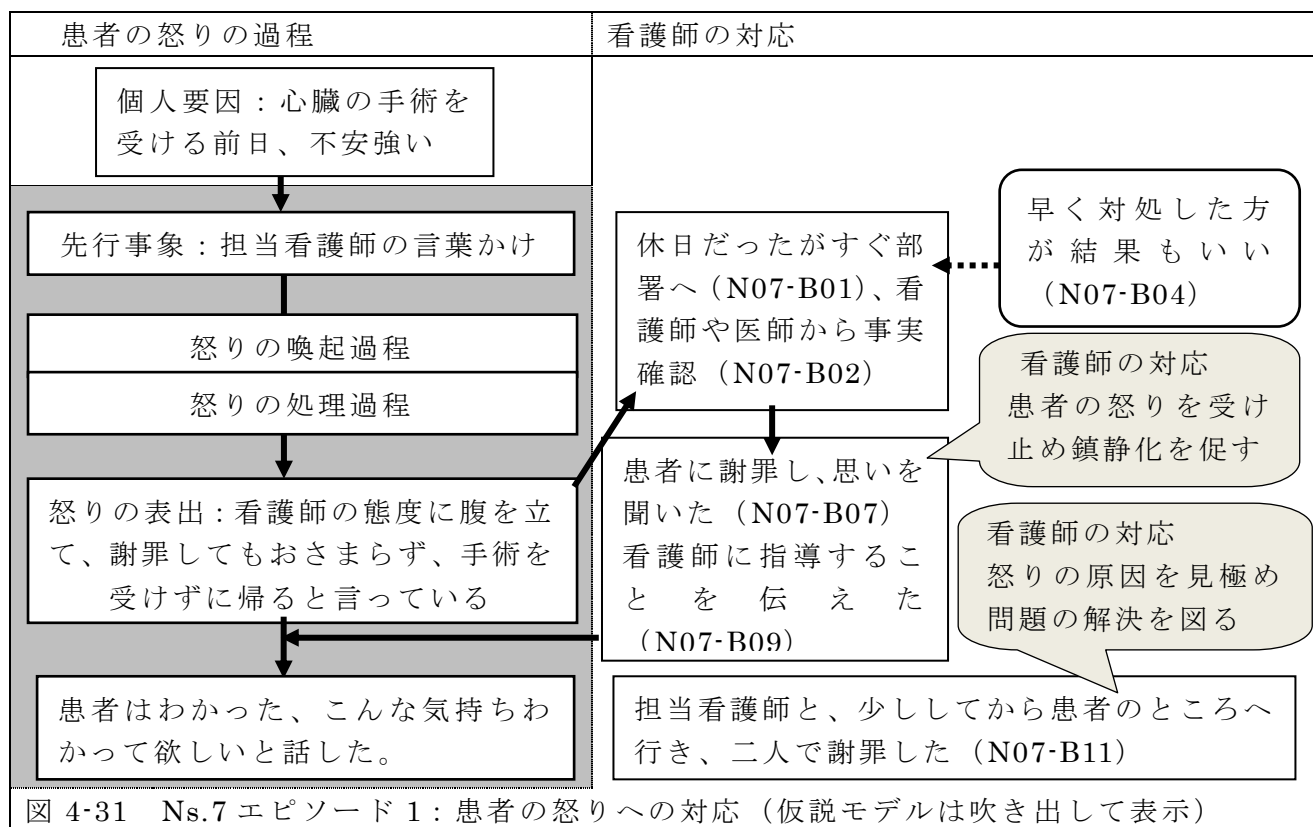 患者の怒りの過程
看護師の対応
個人要因：心臓の手術を
受ける前日、不安強い
先行事象：担当看護師の言葉かけ
怒りの喚起過程
怒りの処理過程
怒りの表出：看護師の態度に腹を立
て、謝罪してもおさまらず、手術を
受けずに帰ると言っている
患者はわかった、こんな気持ちわ
かって欲しいと話した。
休日だったがすぐ部
署へ（N07-B01）、看
護師や医師から事実
確認（N07-B02）
早く対処した方
が結果もいい
（N07-B04）
看護師の対応
患者の怒りを受け
止め鎮静化を促す
患者に謝罪し、思いを
聞いた（N07-B07）
看護師に指導するこ
とを伝えた
（N07-B09）
看護師の対応
怒りの原因を見極め
問題の解決を図る
担当看護師と、少ししてから患者のところへ
行き、二人で謝罪した（N07-B11）
図 4-31　Ns.7 エピソード 1：患者の怒りへの対応（仮説モデルは吹き出して表示）